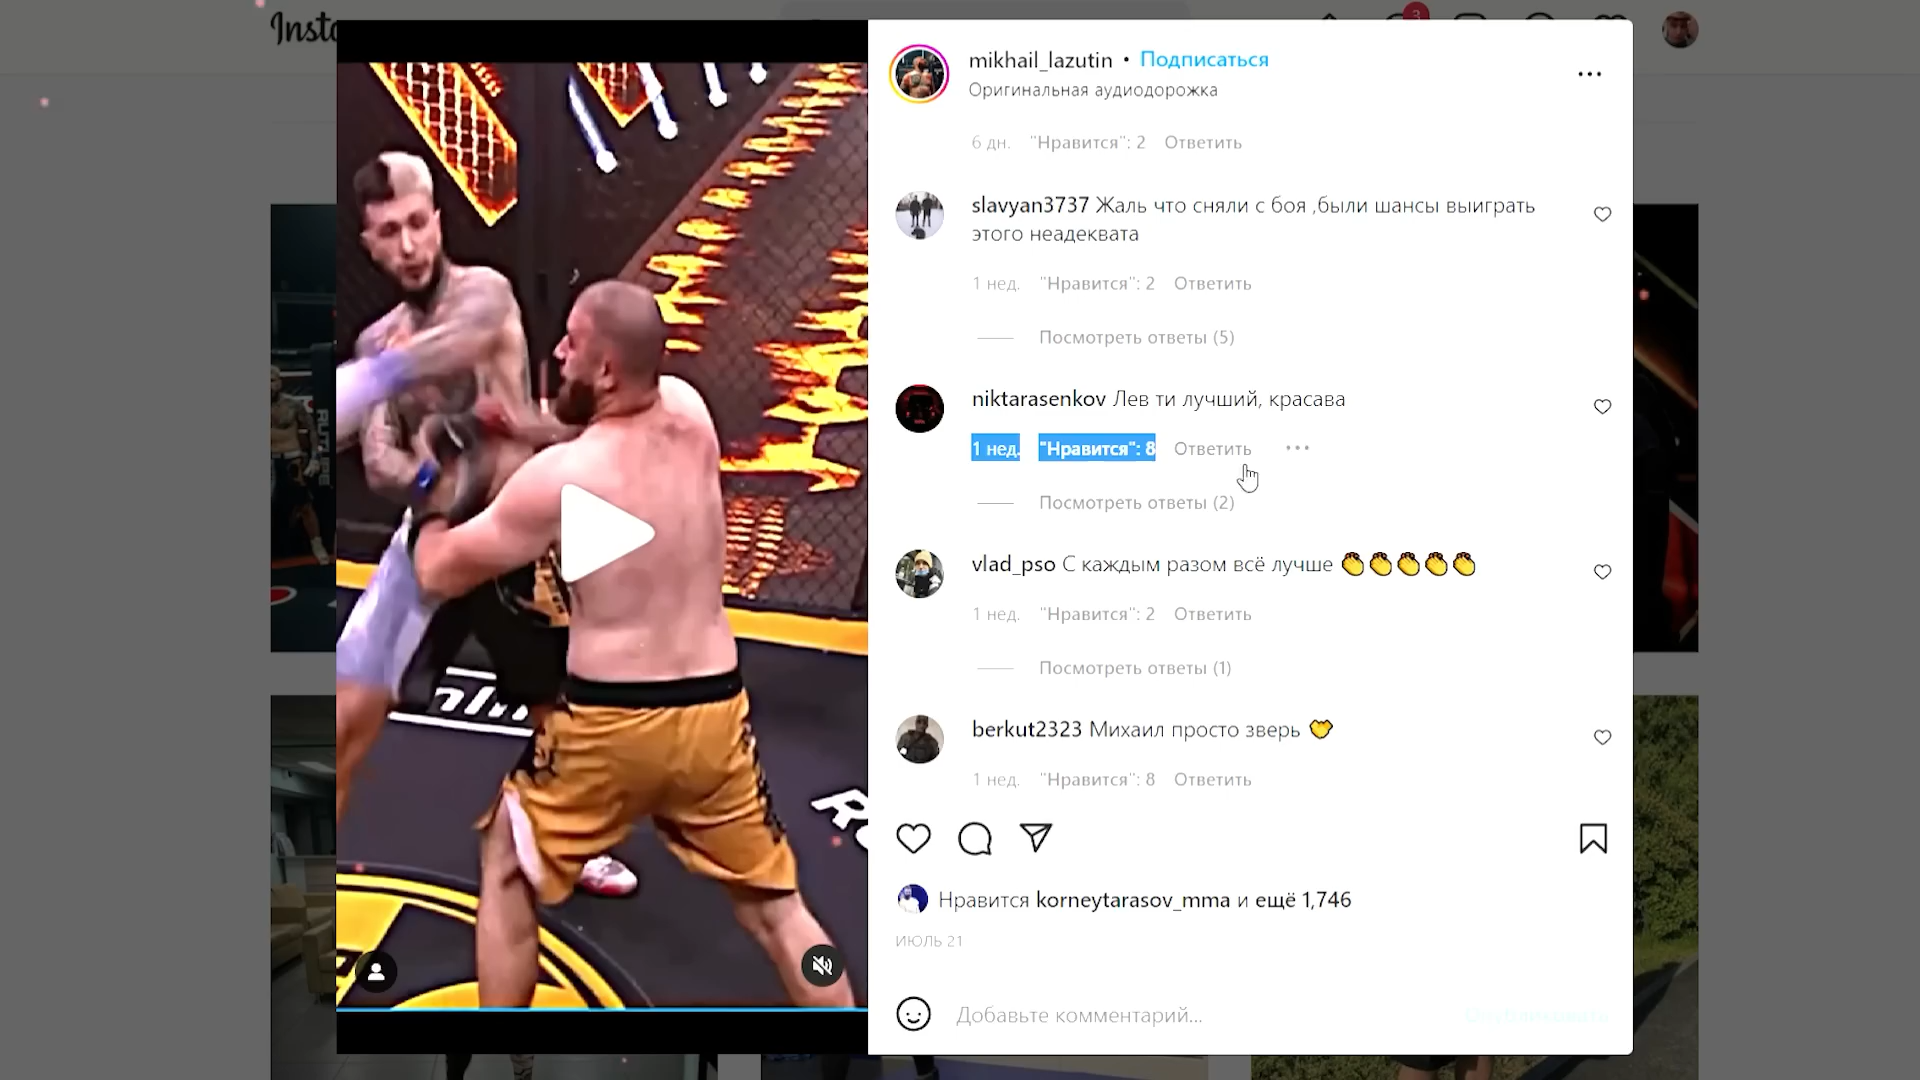 Insta
3
mikhail_lazutin • Подписаться
Оригинальная аудиодорожка
6 дн. "Нравится": 2 Ответить
slavyan3737 Жаль что сняли с боя ,были шансы выиграть
этого неадеквата
1 нед. "Нравится": 2 Ответить
Посмотреть ответы (5)
niktarasenkov Лев ти лучший, красава
1 нед. "Нравится": 8 Ответить
Посмотреть ответы (2)
vlad_pso С каждым разом всё лучше 👏👏👏👏👏
1 нед. "Нравится": 2 Ответить
Посмотреть ответы (1)
berkut2323 Михаил просто зверь 💛
1 нед. "Нравится": 8 Ответить
Нравится korneytarasov_mma и ещё 1,746
ИЮЛЬ 21
Добавьте комментарий...